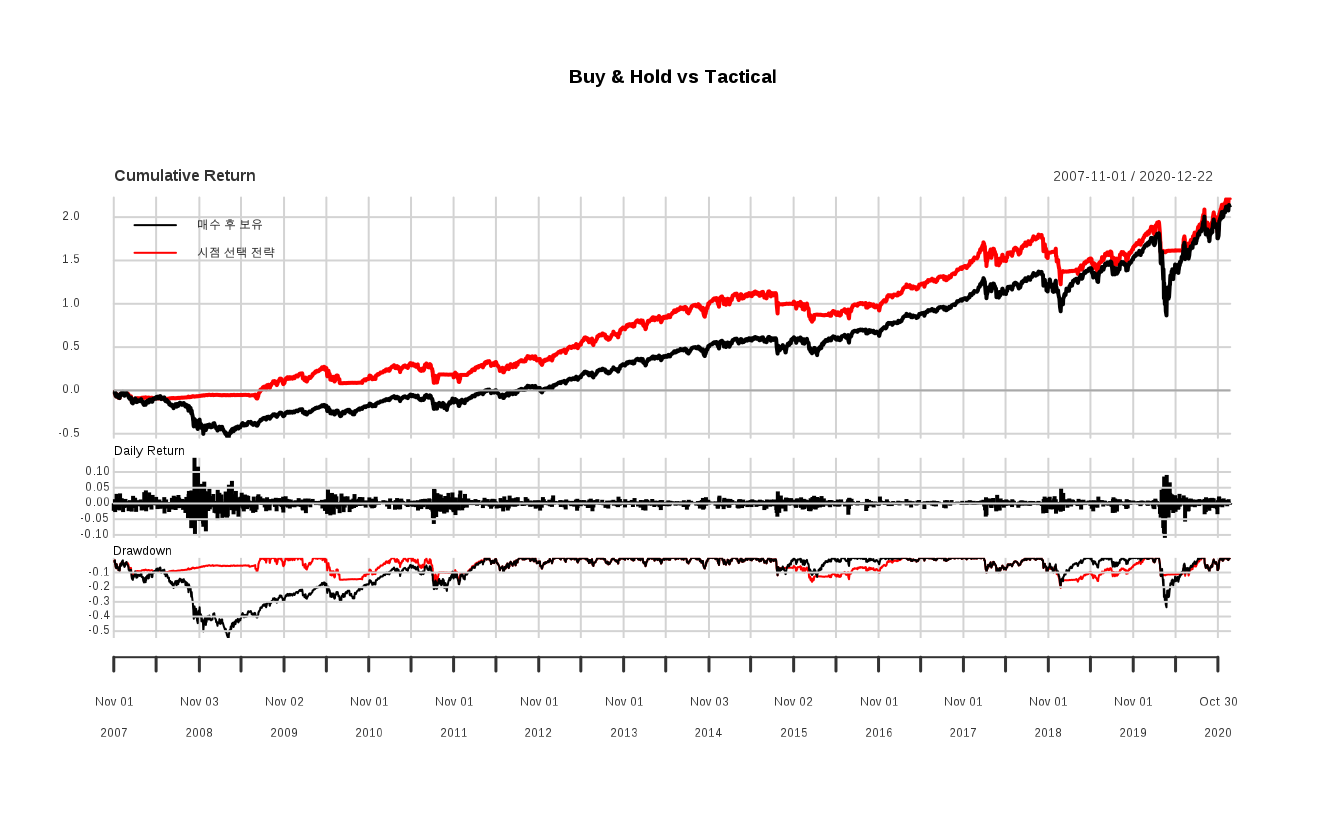 Buy & Hold vs Tactical
Cumulative Return 2007-11-01 / 2020-12-22
매수 후 보유
시점 선택 전략
2.0
1.5
1.0
0.5
0.0
-0.5
Daily Return
0.10
0.05
0.00
-0.05
-0.10
Drawdown
-0.1
-0.2
-0.3
-0.4
-0.5
Nov 01 Nov 03 Nov 02 Nov 01 Nov 01 Nov 01 Nov 01 Nov 03 Nov 02 Nov 01 Nov 01 Nov 01 Nov 01 Oct 30
2007 2008 2009 2010 2011 2012 2013 2014 2015 2016 2017 2018 2019 2020